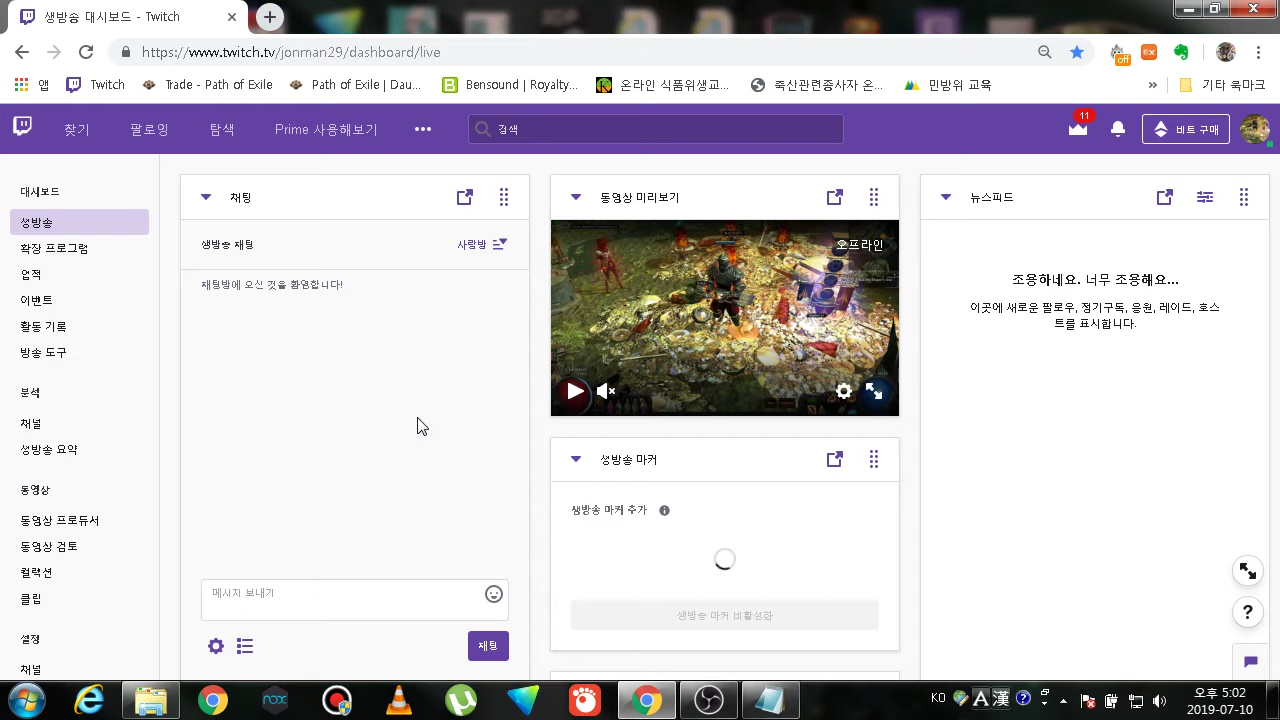 생방송 대시보드 - Twitch
https://www.twitch.tv/jonman29/dashboard/live
off
앱
Twitch
Trade - Path of Exile
Path of Exile | Dau...
Bensound | Royalty...
온라인 식품위생교...
축산관련종사자 온...
민방위 교육
»
기타 북마크
찾기
팔로잉
탐색
Prime 사용해보기
검색
11
비트 구매
대시보드
생방송
확장 프로그램
업적
이벤트
활동 기록
방송 도구
분석
채널
생방송 요약
동영상
동영상 프로듀서
동영상 검토
컬렉션
클립
설정
채널
채팅
생방송 채팅
사랑방
채팅방에 오신 것을 환영합니다!
메시지 보내기
채팅
동영상 미리보기
오프라인
생방송 마커
생방송 마커 추가
생방송 마커 비활성화
뉴스피드
조용하네요. 너무 조용해요...
이곳에 새로운 팔로우, 정기구독, 응원, 레이드, 호스
트를 표시합니다.
?
nox
KO
A
漢
오후 5:02
2019-07-10